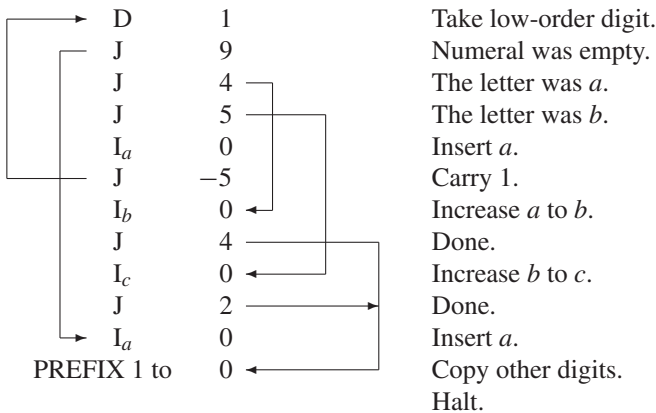 D 1 Take low-order digit.
J 9 Numeral was empty.
J 4 The letter was a.
J 5 The letter was b.
Iₐ 0 Insert a.
J −5 Carry 1.
I_b 0 Increase a to b.
J 4 Done.
I_c 0 Increase b to c.
J 2 Done.
Iₐ 0 Insert a.
PREFIX 1 to 0 Copy other digits.
Halt.